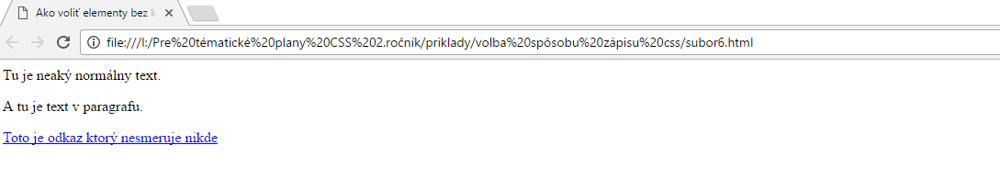 Ako voliť elementy bez k
file:///I:/Pre%20tématické%20plany%20CSS%202.ročník/priklady/volba%20spôsobu%20zápisu%20css/subor6.html
Tu je neaký normálny text.
A tu je text v paragrafu.
Toto je odkaz ktorý nesmeruje nikde